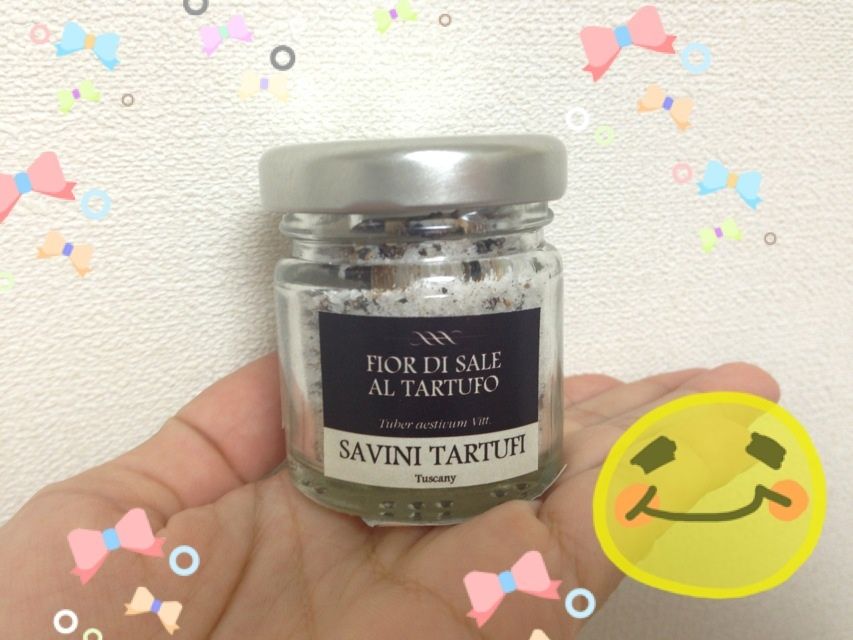 FIOR DI SALE
AL TARTUFO
Tuber aestivum Vitt.
SAVINI TARTUFI
Tuscany